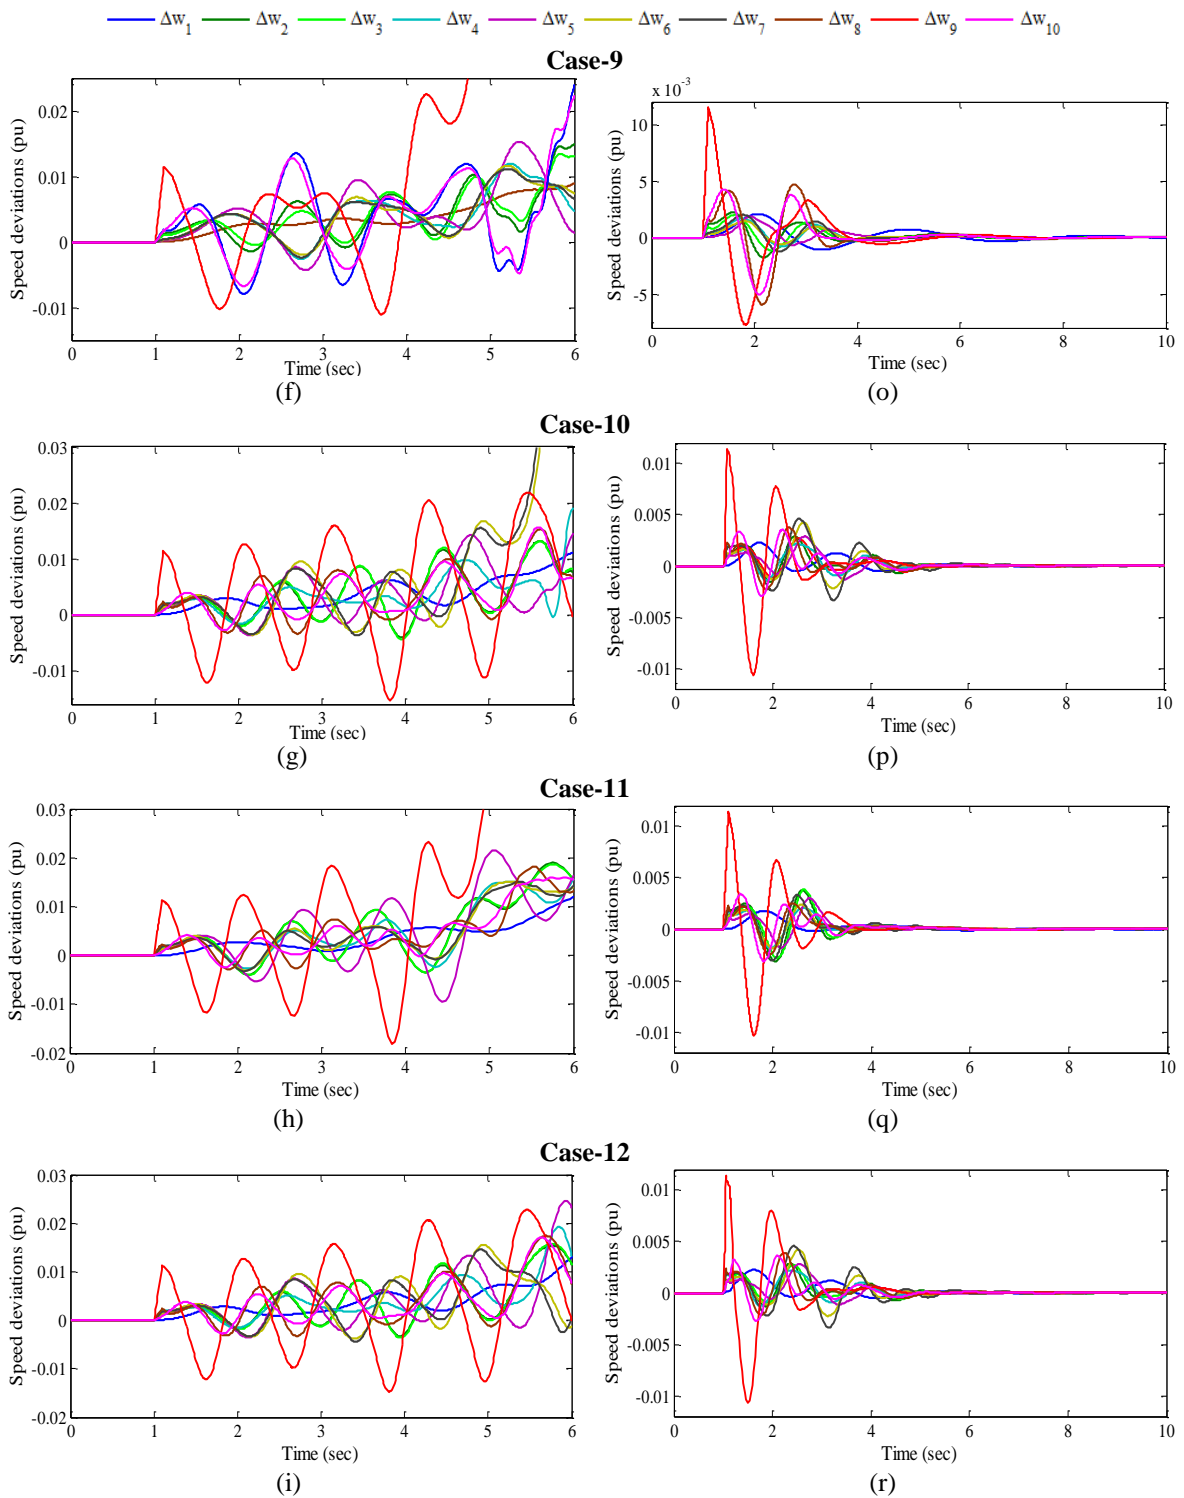 Δw1 Δw2 Δw3 Δw4 Δw5 Δw6 Δw7 Δw8 Δw9 Δw10
Case-9
Speed deviations (pu)
0.02
0.01
0
-0.01
0 1 2 3 4 5 6
Time (sec)
(f)
x 10-3
Speed deviations (pu)
10
5
0
-5
0 2 4 6 8 10
Time (sec)
(o)
Case-10
Speed deviations (pu)
0.03
0.02
0.01
0
-0.01
0 1 2 3 4 5 6
Time (sec)
(g)
Speed deviations (pu)
0.01
0.005
0
-0.005
-0.01
0 2 4 6 8 10
Time (sec)
(p)
Case-11
Speed deviations (pu)
0.03
0.02
0.01
0
-0.01
-0.02
0 1 2 3 4 5 6
Time (sec)
(h)
Speed deviations (pu)
0.01
0.005
0
-0.005
-0.01
0 2 4 6 8 10
Time (sec)
(q)
Case-12
Speed deviations (pu)
0.03
0.02
0.01
0
-0.01
-0.02
0 1 2 3 4 5 6
Time (sec)
(i)
Speed deviations (pu)
0.01
0.005
0
-0.005
-0.01
0 2 4 6 8 10
Time (sec)
(r)